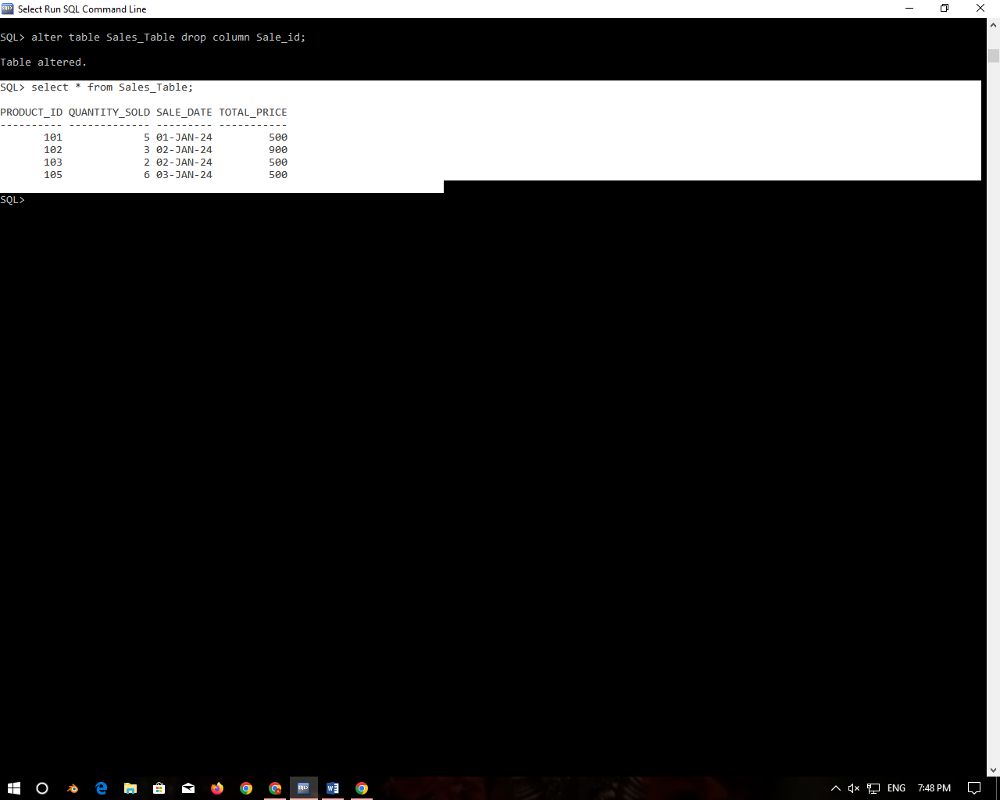 Select Run SQL Command Line
SQL> alter table Sales_Table drop column Sale_id;
Table altered.
SQL> select * from Sales_Table;
PRODUCT_ID QUANTITY_SOLD SALE_DATE TOTAL_PRICE
---------- ------------- --------- -----------
101 5 01-JAN-24 500
102 3 02-JAN-24 900
103 2 02-JAN-24 500
105 6 03-JAN-24 500
SQL>
ENG 7:48 PM